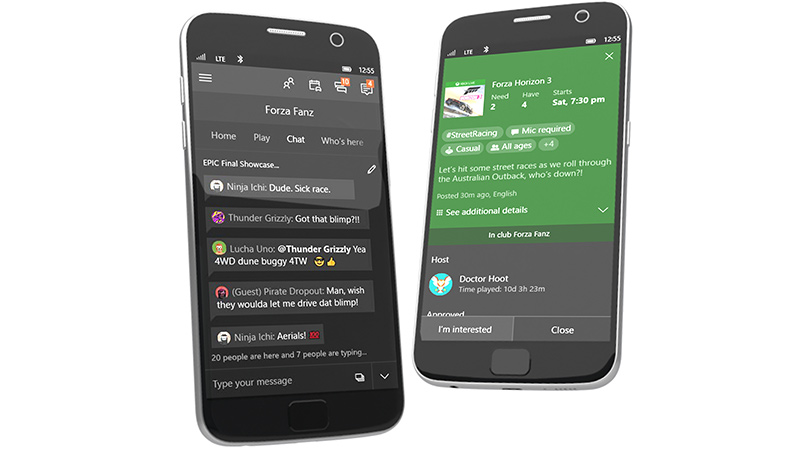 LTE 12:55
10 4
Forza Fanz
Home Play Chat Who's here
EPIC Final Showcase...
Ninja Ichi: Dude. Sick race.
Thunder Grizzly: Got that blimp?!!
Lucha Uno: @Thunder Grizzly Yea
4WD dune buggy 4TW 😎👍
(Guest) Pirate Dropout: Man, wish
they woulda let me drive dat blimp!
Ninja Ichi: Aerials! 💯
20 people are here and 7 people are typing...
Type your message
LTE 12:55
Forza Horizon 3
Need Have Starts
2 4 Sat, 7:30 pm
#StreetRacing Mic required
Casual All ages +4
Let's hit some street races as we roll through
the Australian Outback, who's down?!
Posted 30m ago, English
See additional details
In club Forza Fanz
Host
Doctor Hoot
Time played: 10d 3h 23m
Approved
I'm interested Close